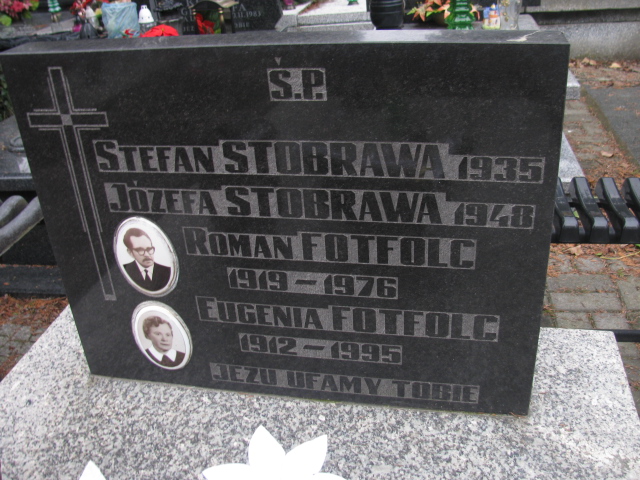 Ś.P.
STEFAN STOBRAWA 1935
JÓZEFA STOBRAWA 1948
ROMAN FOTFOLC
1919-1976
EUGENIA FOTFOLC
1912-1995
JEZU UFAMY TOBIE